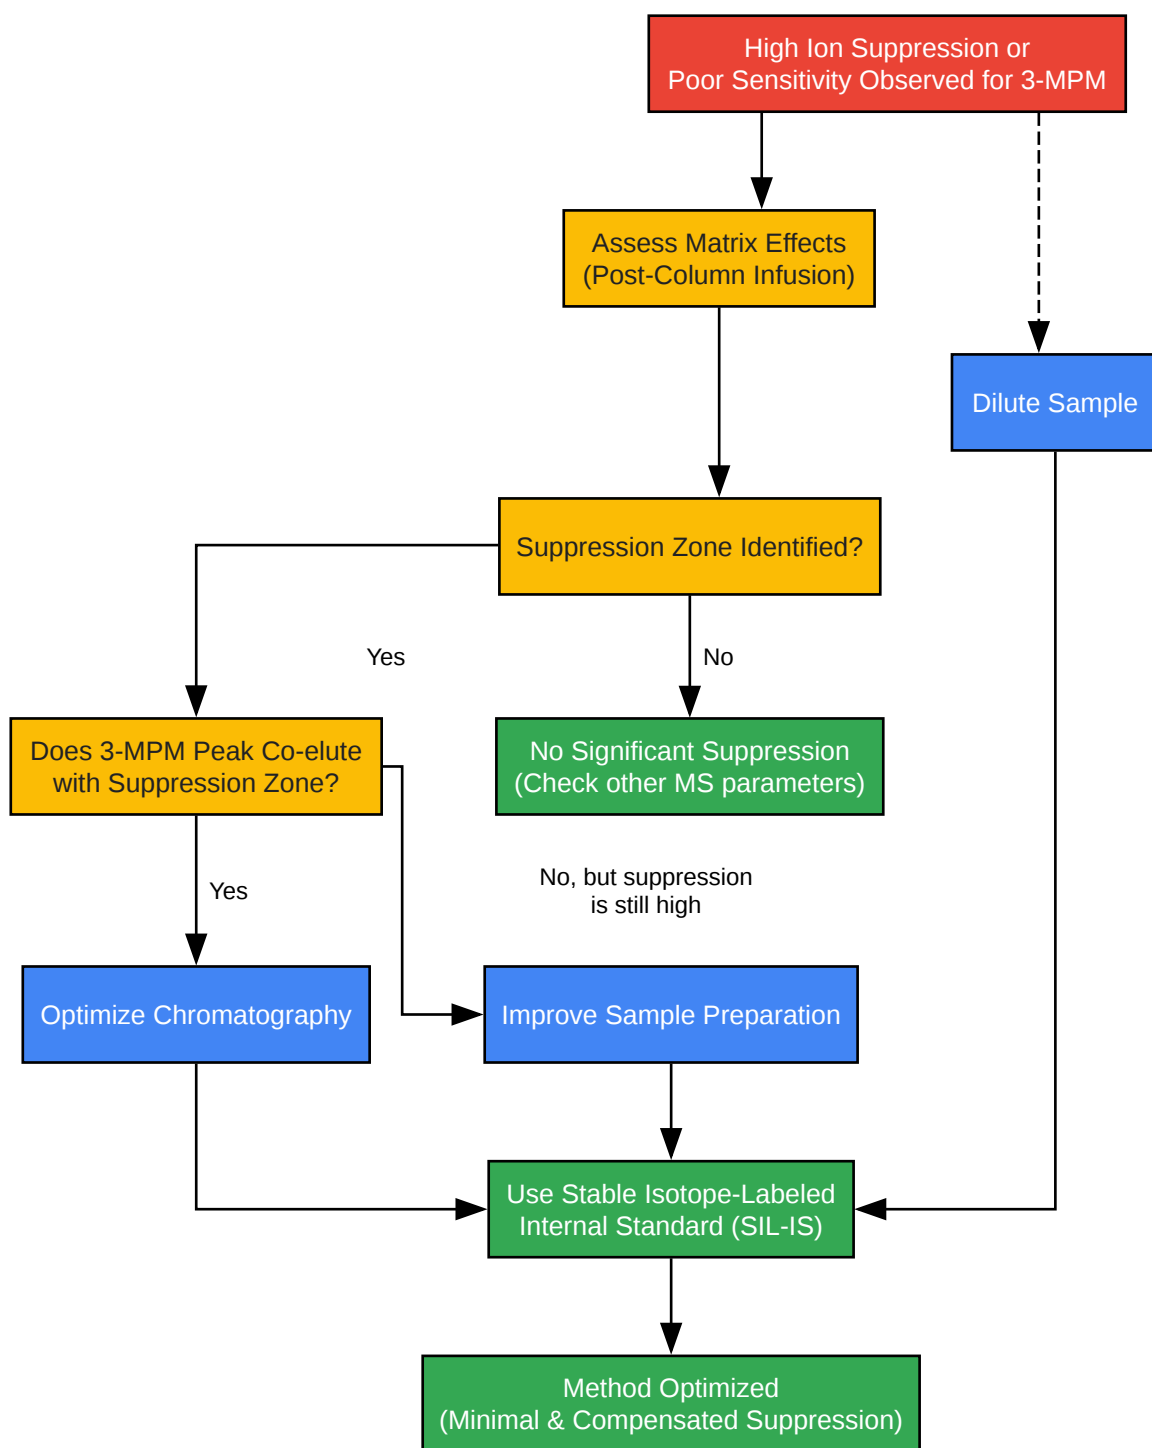 High Ion Suppression or
Poor Sensitivity Observed for 3-MPM
Assess Matrix Effects
(Post-Column Infusion)
Dilute Sample
Suppression Zone Identified?
Yes
No
Does 3-MPM Peak Co-elute
with Suppression Zone?
No Significant Suppression
(Check other MS parameters)
Yes
No, but suppression
is still high
Optimize Chromatography
Improve Sample Preparation
Use Stable Isotope-Labeled
Internal Standard (SIL-IS)
Method Optimized
(Minimal & Compensated Suppression)